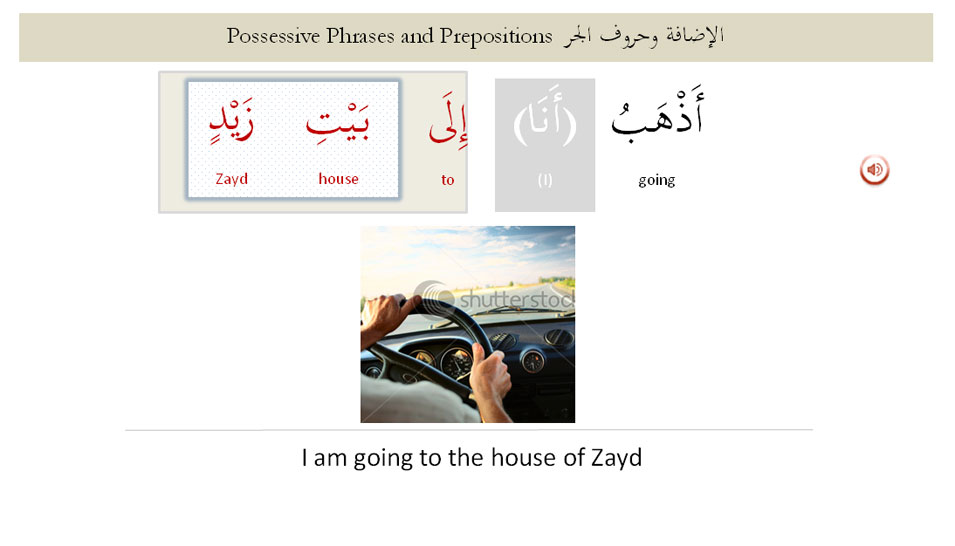 Possessive Phrases and Prepositions الإضافة وحروف الجر
أَذْهَبُ (أَنَا) إِلَى بَيْتِ زَيْدٍ
going (I) to house Zayd
shutterstock
I am going to the house of Zayd